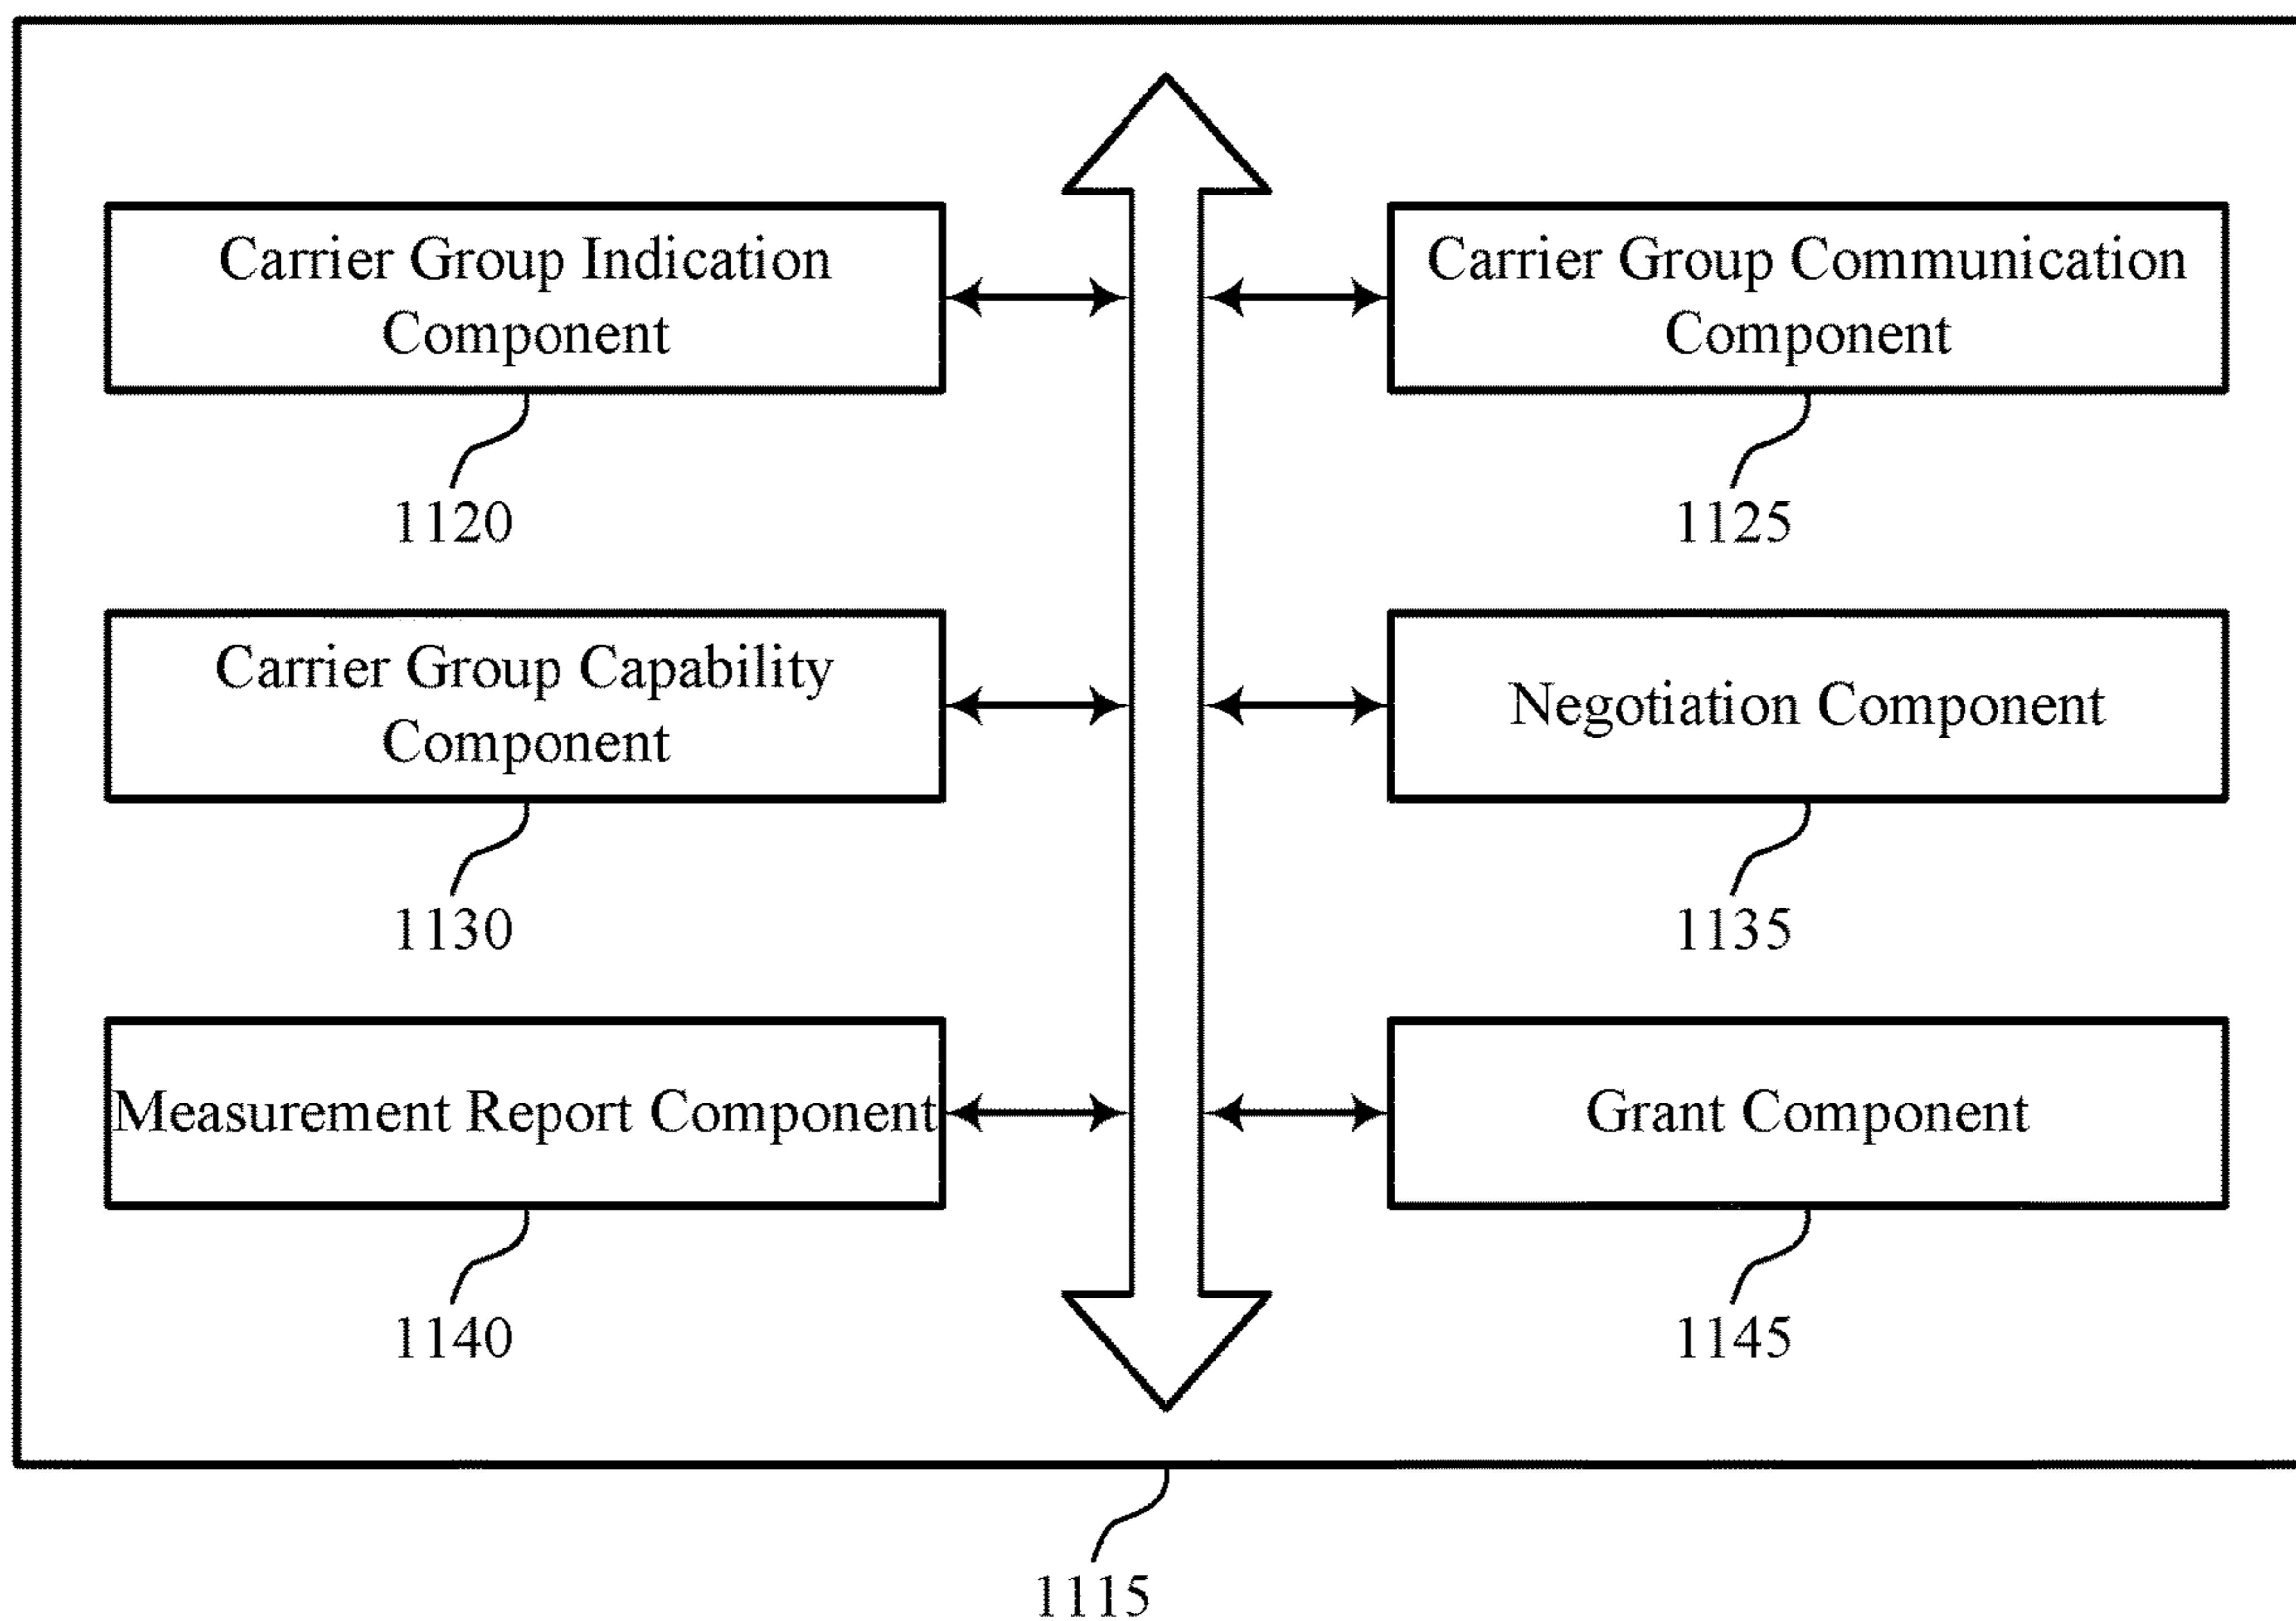 Carrier Group Indication
Component
1120
Carrier Group Communication
Component
1125
Carrier Group Capability
Component
1130
Negotiation Component
1135
Measurement Report Component
1140
Grant Component
1145
1115